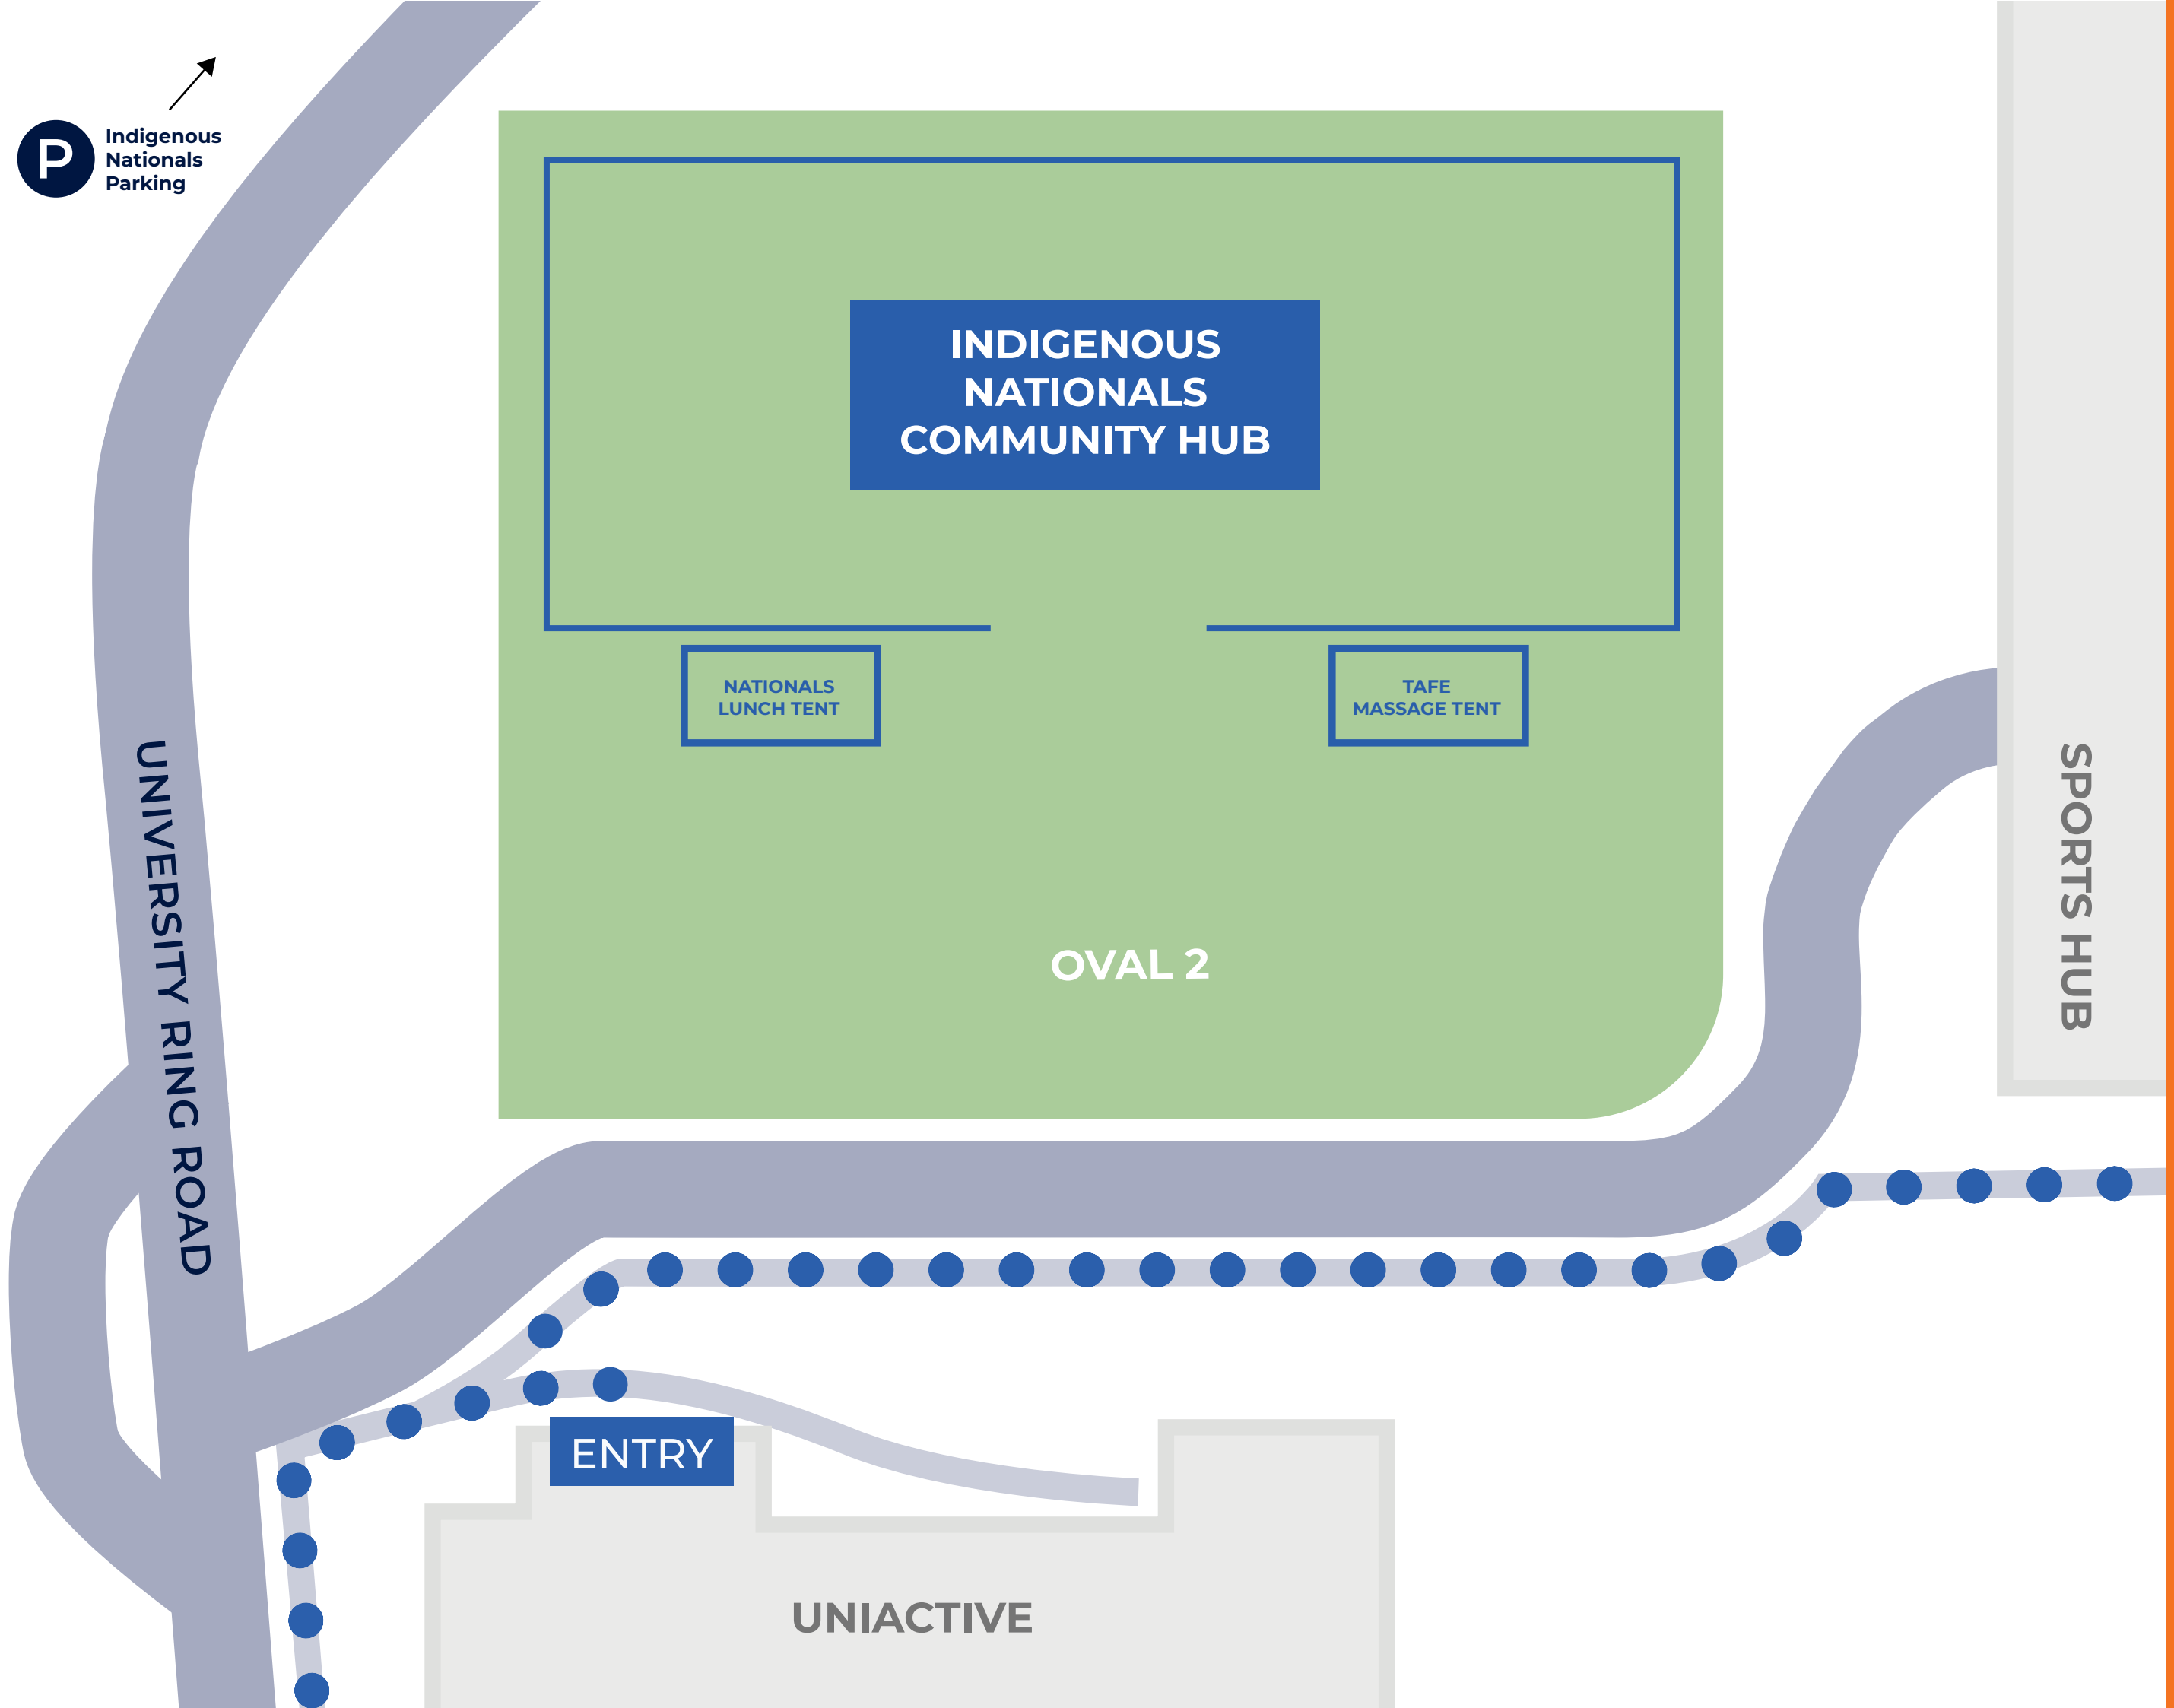 P
Indigenous
Nationals
Parking
INDIGENOUS
NATIONALS
COMMUNITY HUB
NATIONALS
LUNCH TENT
TAFE
MASSAGE TENT
UNIVERSITY RING ROAD
SPORTS HUB
OVAL 2
ENTRY
UNIACTIVE